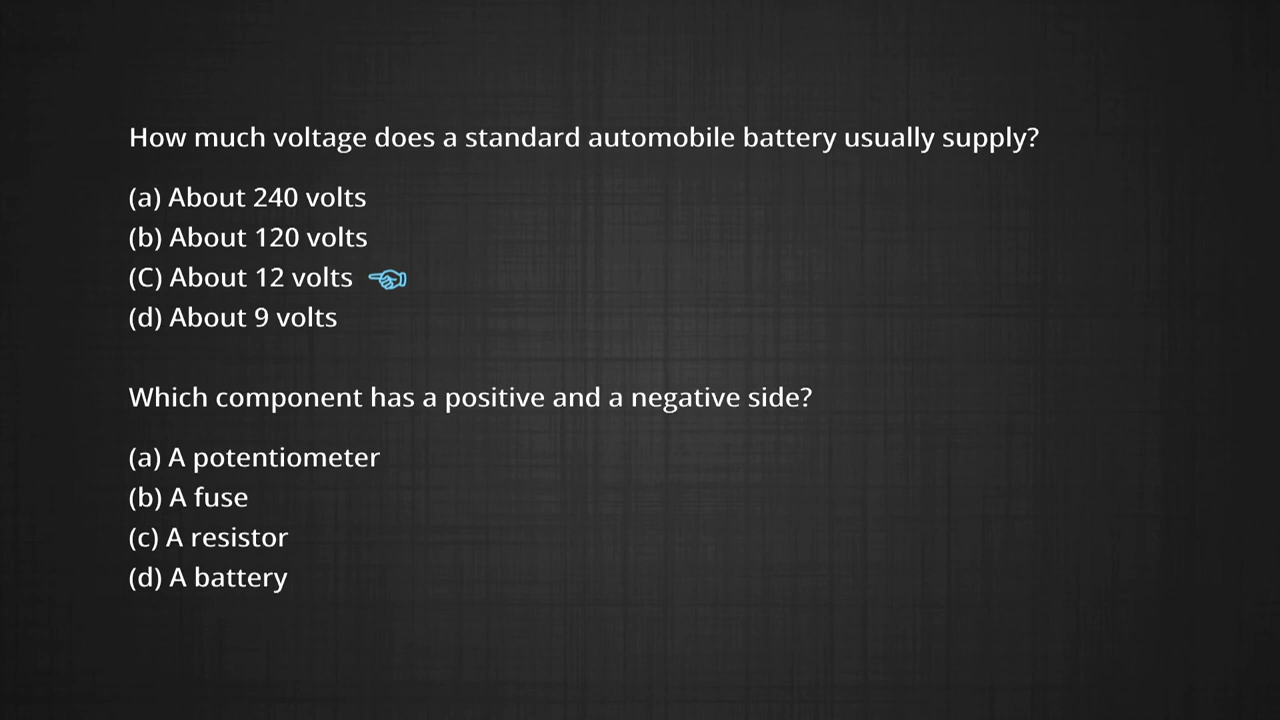 How much voltage does a standard automobile battery usually supply?
(a) About 240 volts
(b) About 120 volts
(C) About 12 volts
(d) About 9 volts
Which component has a positive and a negative side?
(a) A potentiometer
(b) A fuse
(c) A resistor
(d) A battery